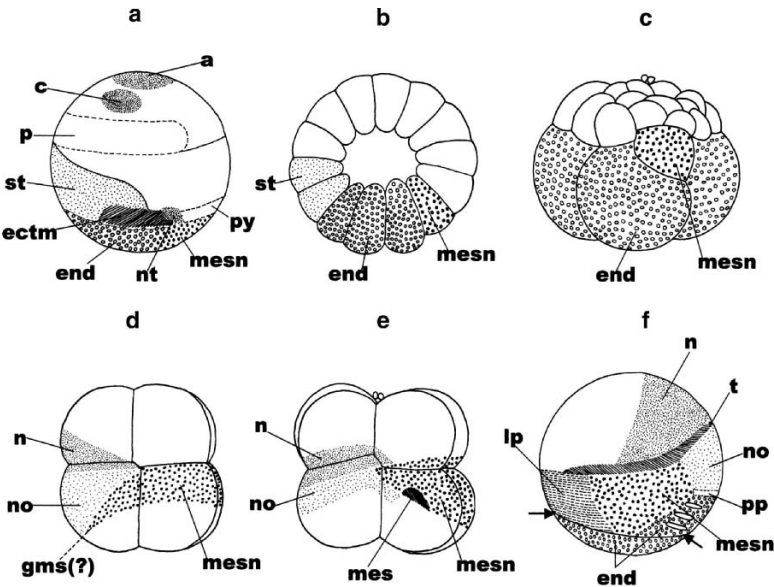 a b c
a
c
p
st
ectm
end
nt
mesn
py
st
end
mesn
end
mesn
d e f
n
no
gms(?)
mesn
n
no
mes
mesn
n
t
lp
no
pp
mesn
end